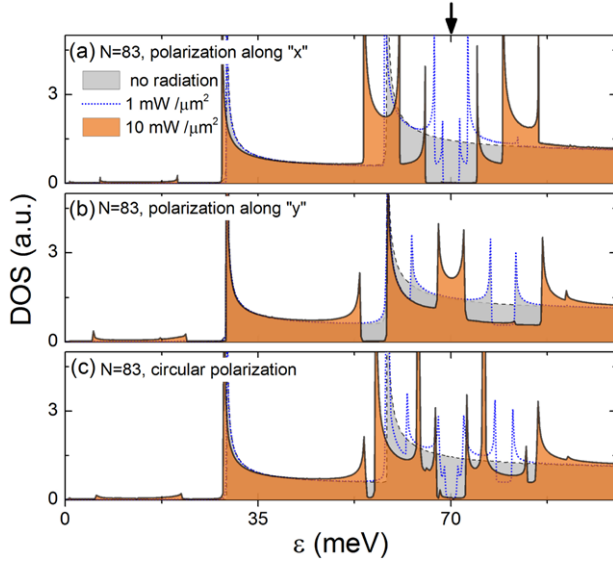 (a) N=83, polarization along "x"
no radiation
1 mW /μm²
10 mW /μm²
3
0
(b) N=83, polarization along "y"
3
0
(c) N=83, circular polarization
3
0
DOS (a.u.)
0 35 70
ε (meV)